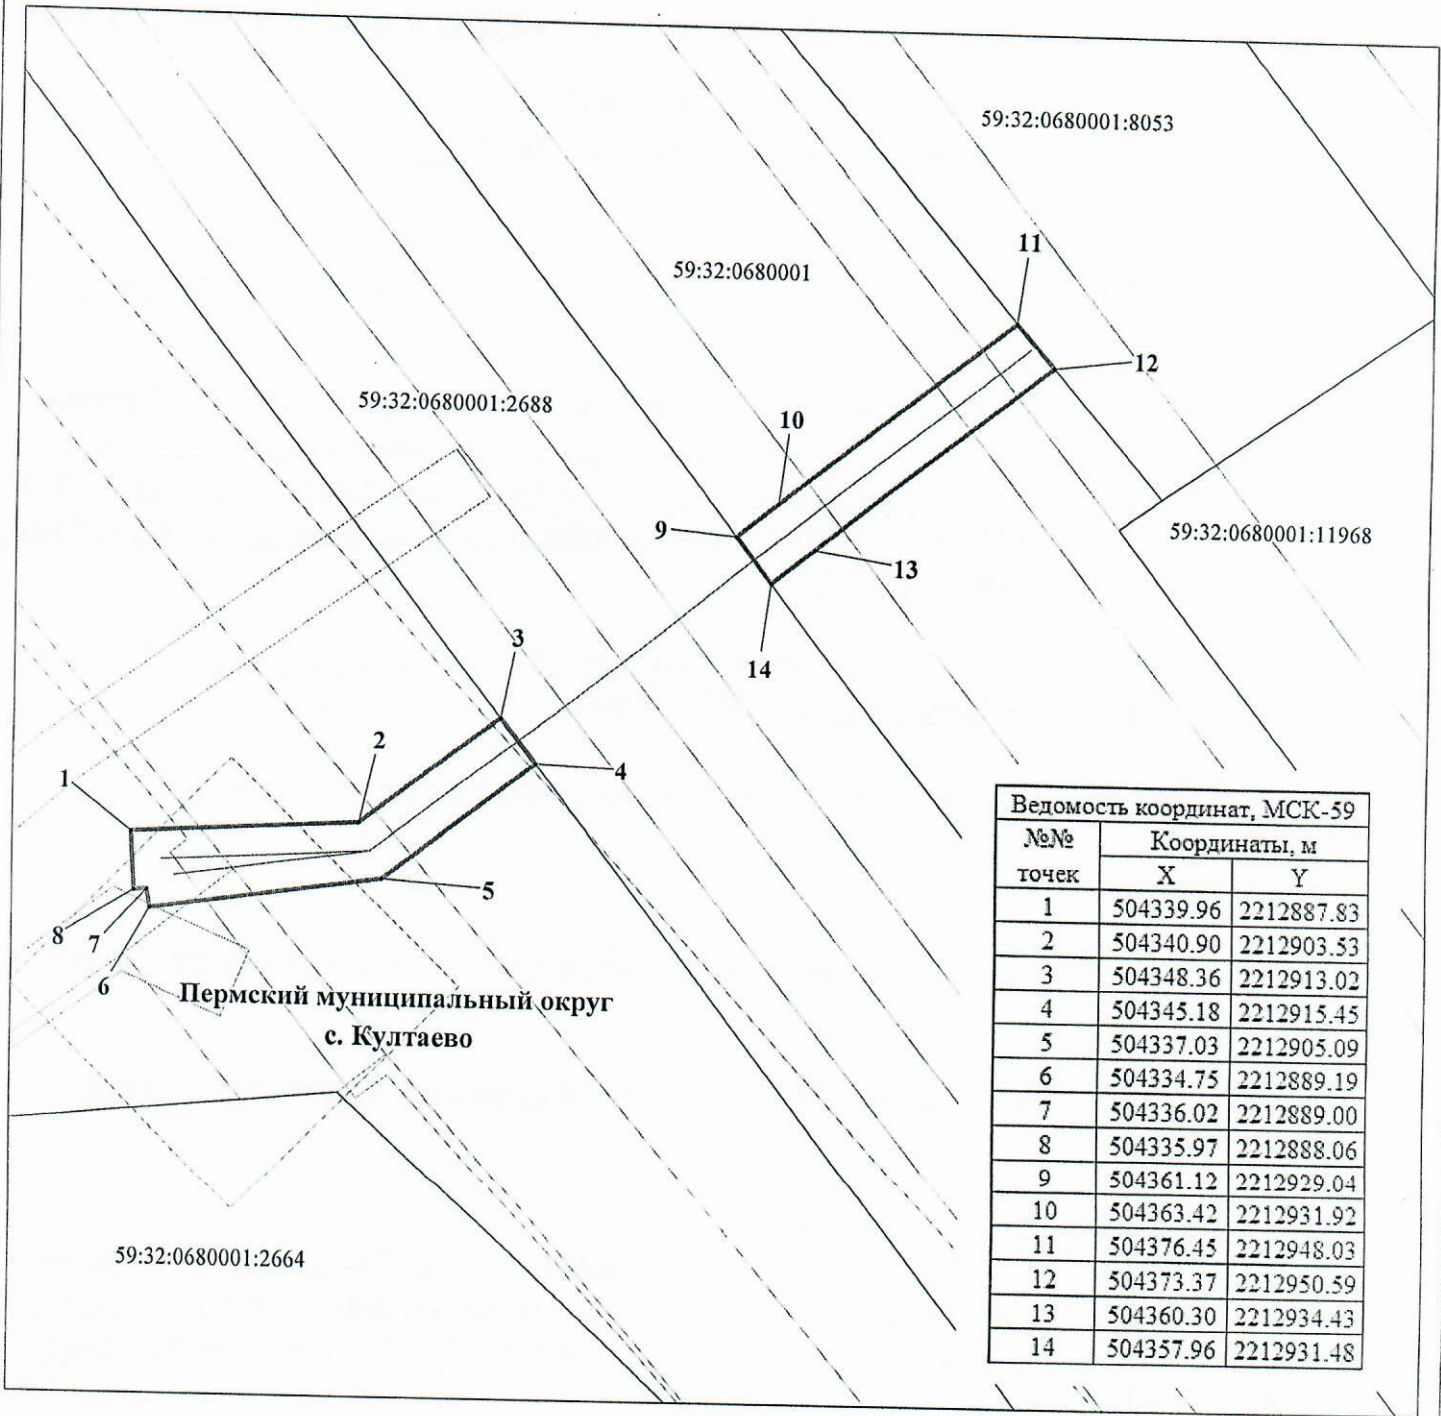 59:32:0680001:8053
11
59:32:0680001
12
59:32:0680001:2688
10
9
59:32:0680001:11968
13
3
14
2
1
4
5
8
7
6
Пермский муниципальный округ
с. Култаево
59:32:0680001:2664
Ведомость координат, МСК-59
№№ точек Координаты, м
X Y
1 504339.96 2212887.83
2 504340.90 2212903.53
3 504348.36 2212913.02
4 504345.18 2212915.45
5 504337.03 2212905.09
6 504334.75 2212889.19
7 504336.02 2212889.00
8 504335.97 2212888.06
9 504361.12 2212929.04
10 504363.42 2212931.92
11 504376.45 2212948.03
12 504373.37 2212950.59
13 504360.30 2212934.43
14 504357.96 2212931.48